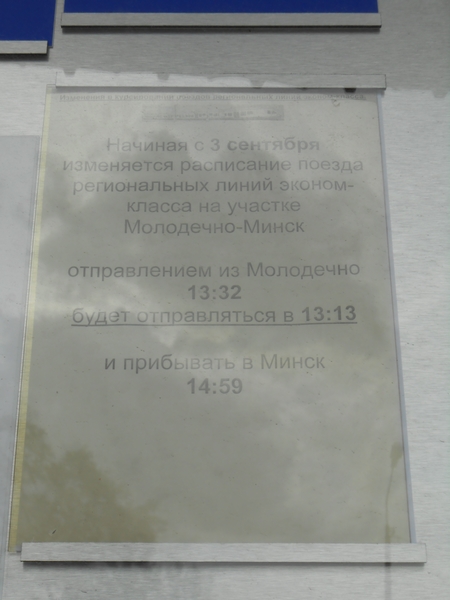 Начиная с 3 сентября
изменяется расписание поезда
региональных линий эконом-
класса на участке
Молодечно-Минск
отправлением из Молодечно
13:32
будет отправляться в 13:13
и прибывать в Минск
14:59